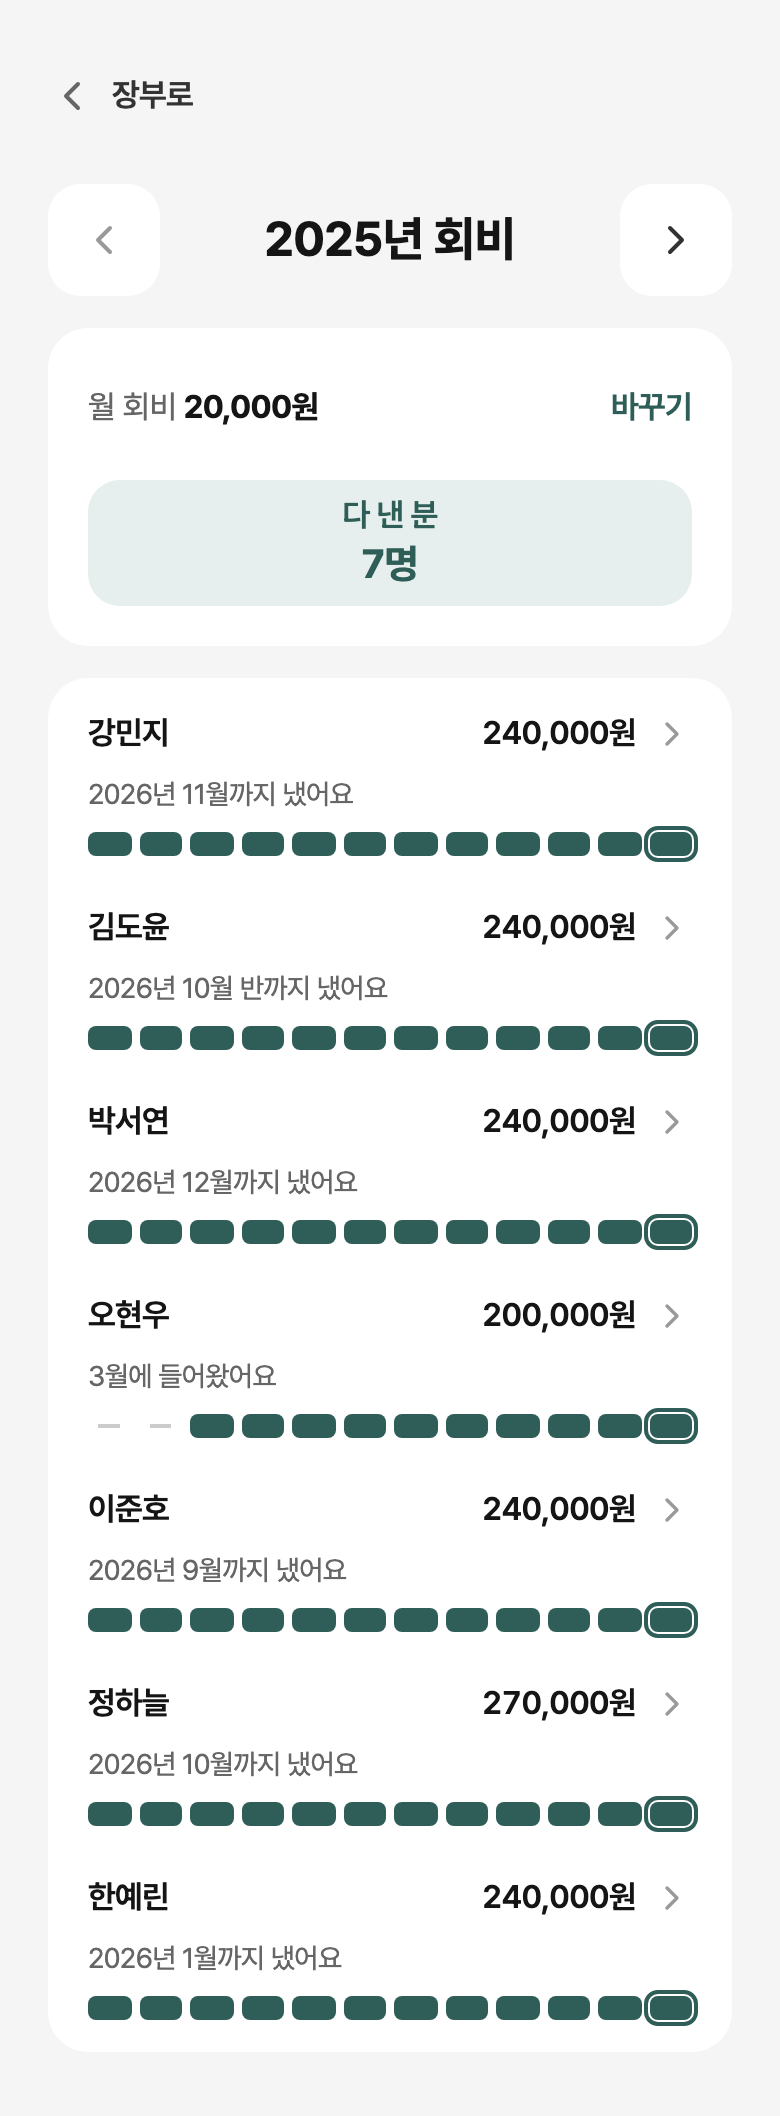 장부로
2025년 회비
월 회비 20,000원 바꾸기
다 낸 분
7명
강민지 240,000원
2026년 11월까지 냈어요
김도윤 240,000원
2026년 10월 반까지 냈어요
박서연 240,000원
2026년 12월까지 냈어요
오현우 200,000원
3월에 들어왔어요
이준호 240,000원
2026년 9월까지 냈어요
정하늘 270,000원
2026년 10월까지 냈어요
한예린 240,000원
2026년 1월까지 냈어요